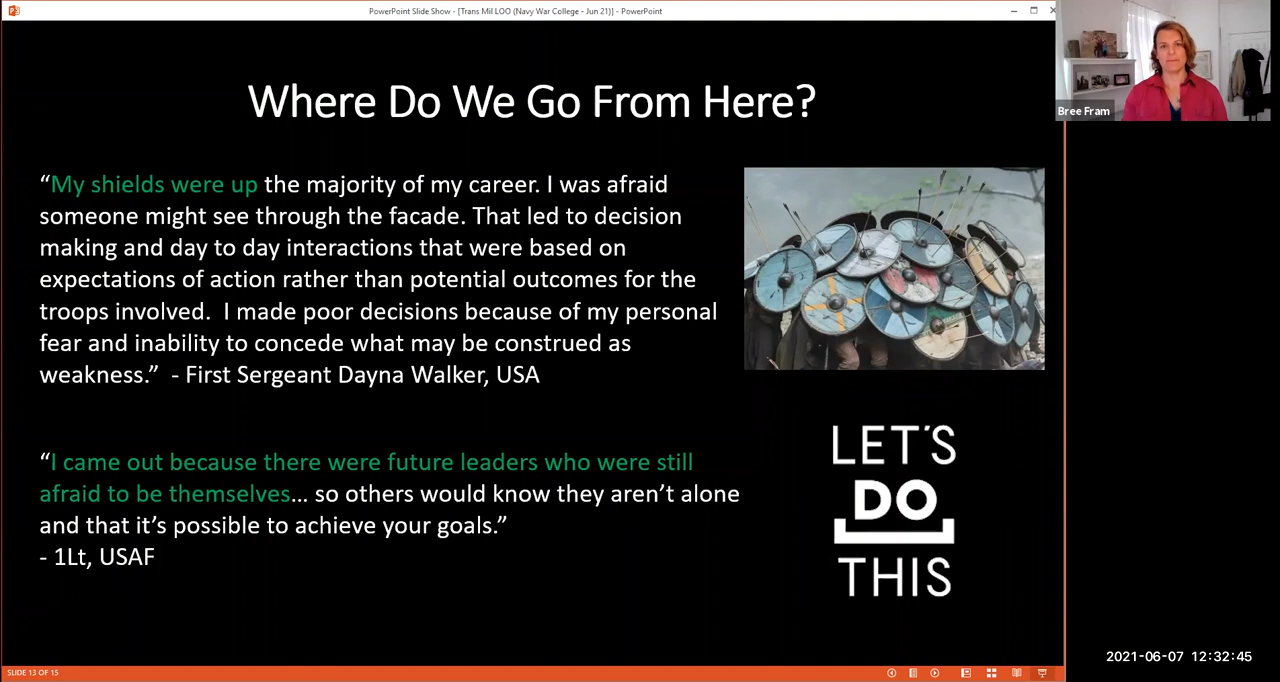 PowerPoint Slide Show - [Trans Mil LOO (Navy War College - Jun 21)] - PowerPoint
Bree Fram
Where Do We Go From Here?
“My shields were up the majority of my career. I was afraid
someone might see through the facade. That led to decision
making and day to day interactions that were based on
expectations of action rather than potential outcomes for the
troops involved.  I made poor decisions because of my personal
fear and inability to concede what may be construed as
weakness.”  - First Sergeant Dayna Walker, USA
“I came out because there were future leaders who were still
afraid to be themselves… so others would know they aren’t alone
and that it’s possible to achieve your goals.”
- 1Lt, USAF
LET'S
DO
THIS
2021-06-07 12:32:45
SLIDE 13 OF 15